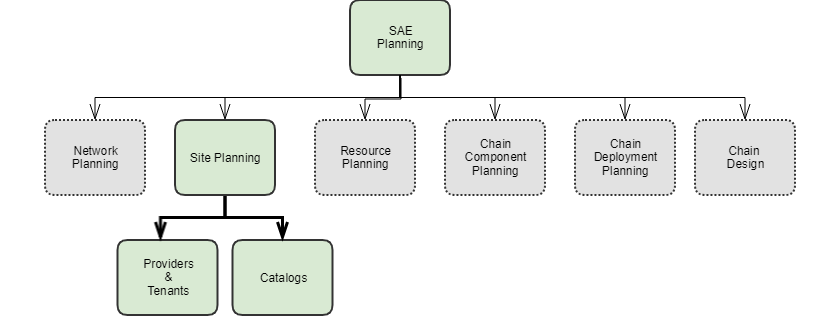 SAE
Planning
Network
Planning
Site Planning
Resource
Planning
Chain
Component
Planning
Chain
Deployment
Planning
Chain
Design
Providers
&
Tenants
Catalogs